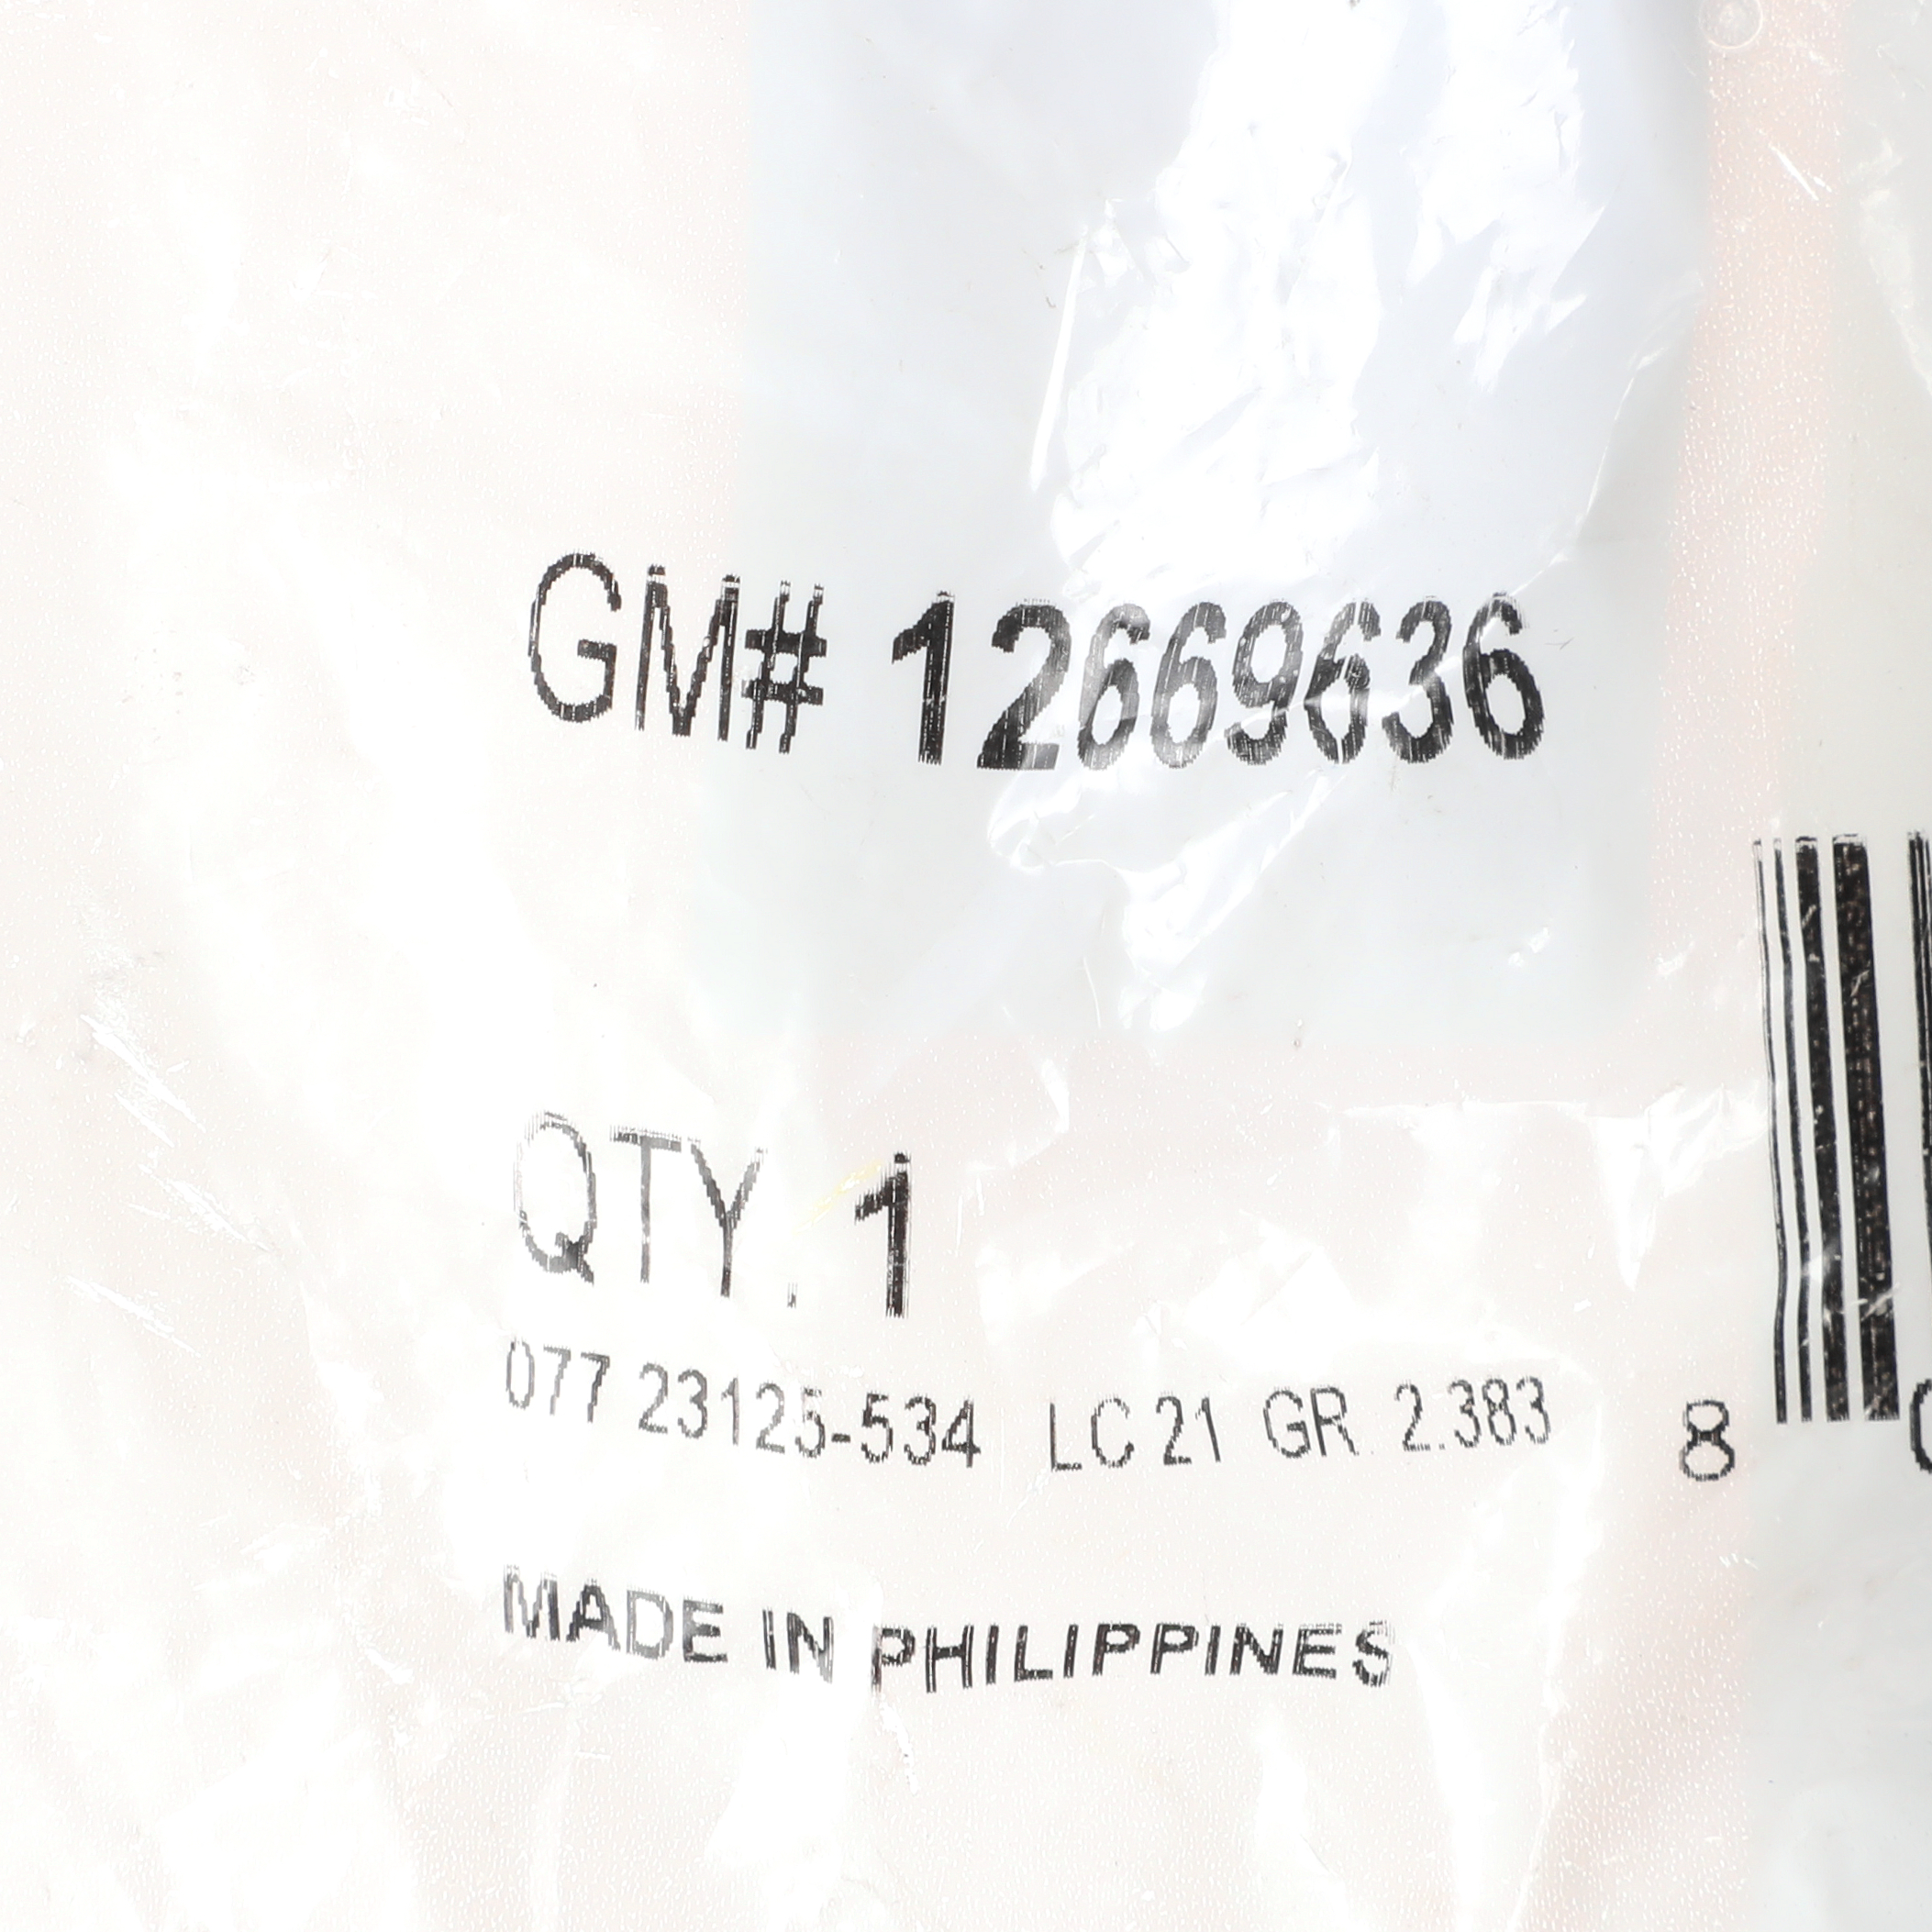 GM# 12669636
QTY. 1
077 23125-534 LC 21 GR. 2.383
8
MADE IN PHILIPPINES